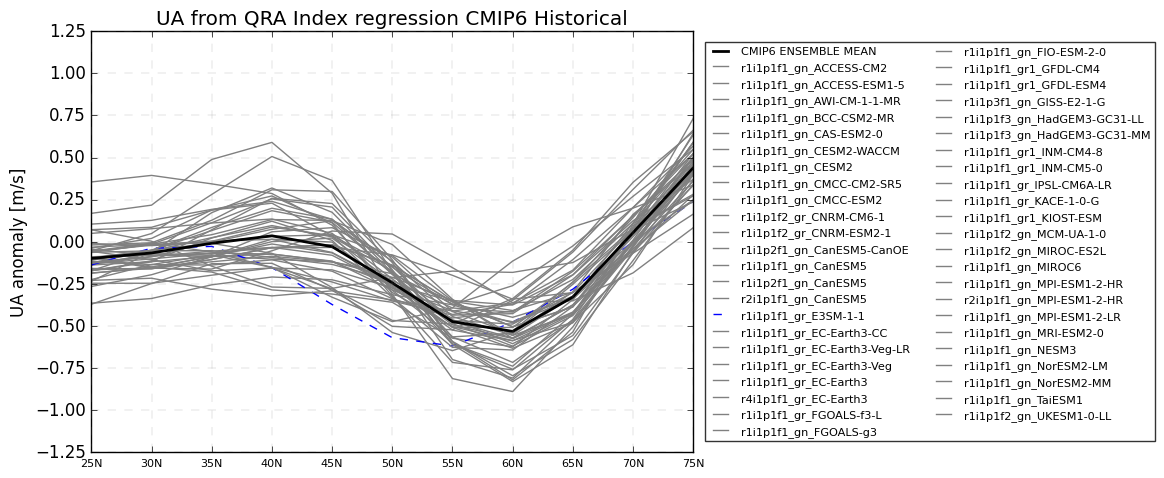 UA from QRA Index regression CMIP6 Historical
UA anomaly [m/s]
1.25
1.00
0.75
0.50
0.25
0.00
−0.25
−0.50
−0.75
−1.00
−1.25
25N 30N 35N 40N 45N 50N 55N 60N 65N 70N 75N
CMIP6 ENSEMBLE MEAN
r1i1p1f1_gn_ACCESS-CM2
r1i1p1f1_gn_ACCESS-ESM1-5
r1i1p1f1_gn_AWI-CM-1-1-MR
r1i1p1f1_gn_BCC-CSM2-MR
r1i1p1f1_gn_CAS-ESM2-0
r1i1p1f1_gn_CESM2-WACCM
r1i1p1f1_gn_CESM2
r1i1p1f1_gn_CMCC-CM2-SR5
r1i1p1f1_gn_CMCC-ESM2
r1i1p1f2_gr_CNRM-CM6-1
r1i1p1f2_gr_CNRM-ESM2-1
r1i1p2f1_gn_CanESM5-CanOE
r1i1p1f1_gn_CanESM5
r1i1p2f1_gn_CanESM5
r2i1p1f1_gn_CanESM5
r1i1p1f1_gr_E3SM-1-1
r1i1p1f1_gr_EC-Earth3-CC
r1i1p1f1_gr_EC-Earth3-Veg-LR
r1i1p1f1_gr_EC-Earth3-Veg
r1i1p1f1_gr_EC-Earth3
r4i1p1f1_gr_EC-Earth3
r1i1p1f1_gr_FGOALS-f3-L
r1i1p1f1_gn_FGOALS-g3
r1i1p1f1_gn_FIO-ESM-2-0
r1i1p1f1_gr1_GFDL-CM4
r1i1p1f1_gr1_GFDL-ESM4
r1i1p3f1_gn_GISS-E2-1-G
r1i1p1f3_gn_HadGEM3-GC31-LL
r1i1p1f3_gn_HadGEM3-GC31-MM
r1i1p1f1_gr1_INM-CM4-8
r1i1p1f1_gr1_INM-CM5-0
r1i1p1f1_gr_IPSL-CM6A-LR
r1i1p1f1_gr_KACE-1-0-G
r1i1p1f1_gr1_KIOST-ESM
r1i1p1f2_gn_MCM-UA-1-0
r1i1p1f2_gn_MIROC-ES2L
r1i1p1f1_gn_MIROC6
r1i1p1f1_gn_MPI-ESM1-2-HR
r2i1p1f1_gn_MPI-ESM1-2-HR
r1i1p1f1_gn_MPI-ESM1-2-LR
r1i1p1f1_gn_MRI-ESM2-0
r1i1p1f1_gn_NESM3
r1i1p1f1_gn_NorESM2-LM
r1i1p1f1_gn_NorESM2-MM
r1i1p1f1_gn_TaiESM1
r1i1p1f2_gn_UKESM1-0-LL